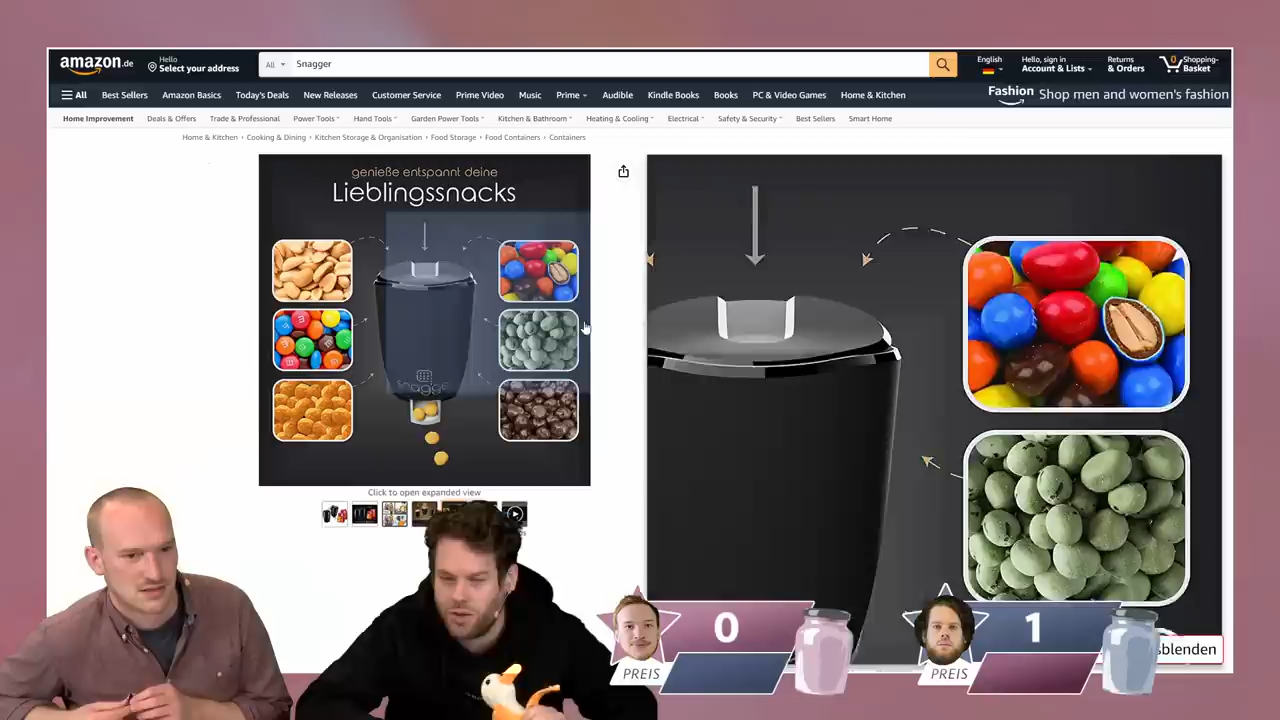 amazon.de
Hello
Select your address
All
Snagger
English
Hello, sign in
Account & Lists
Returns
& Orders
0
Shopping-
Basket
All
Best Sellers
Amazon Basics
Today's Deals
New Releases
Customer Service
Prime Video
Music
Prime
Audible
Kindle Books
Books
PC & Video Games
Home & Kitchen
Fashion
Shop men and women's fashion
Home Improvement
Deals & Offers
Trade & Professional
Power Tools
Hand Tools
Garden Power Tools
Kitchen & Bathroom
Heating & Cooling
Electrical
Safety & Security
Best Sellers
Smart Home
Home & Kitchen › Cooking & Dining › Kitchen Storage & Organisation › Food Storage › Food Containers › Containers
genieße entspannt deine
Lieblingssnacks
Click to open expanded view
0
PREIS
1
PREIS